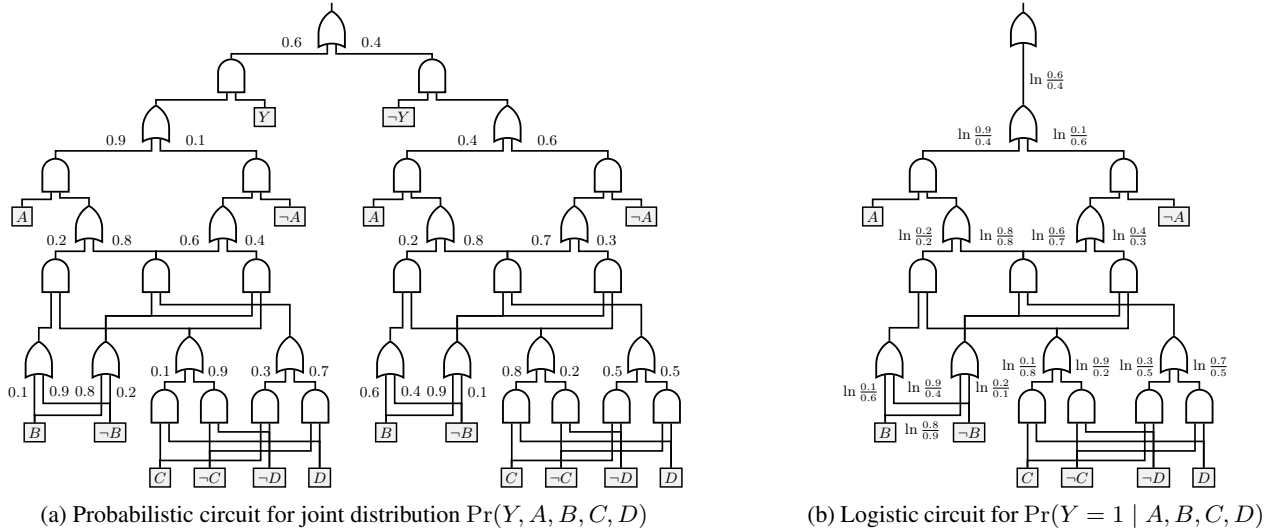 0.6 0.4
ln 0.6/0.4
Y ¬Y
0.9 0.1 0.4 0.6 ln 0.9/0.4 ln 0.1/0.6
A ¬A A ¬A A ¬A
0.2 0.8 0.6 0.4 0.2 0.8 0.7 0.3 ln 0.2/0.2 ln 0.8/0.8 ln 0.6/0.7 ln 0.4/0.3
0.1 0.9 0.3 0.7 0.8 0.2 0.5 0.5 ln 0.1/0.8 ln 0.9/0.2 ln 0.3/0.5 ln 0.7/0.5
0.1 0.9 0.8 0.2 0.6 0.4 0.9 0.1 ln 0.1/0.6 ln 0.9/0.4 ln 0.2/0.1
B ¬B B ¬B B ln 0.8/0.9 ¬B
C ¬C ¬D D C ¬C ¬D D C ¬C ¬D D
(a) Probabilistic circuit for joint distribution Pr(Y, A, B, C, D)
(b) Logistic circuit for Pr(Y = 1 | A, B, C, D)